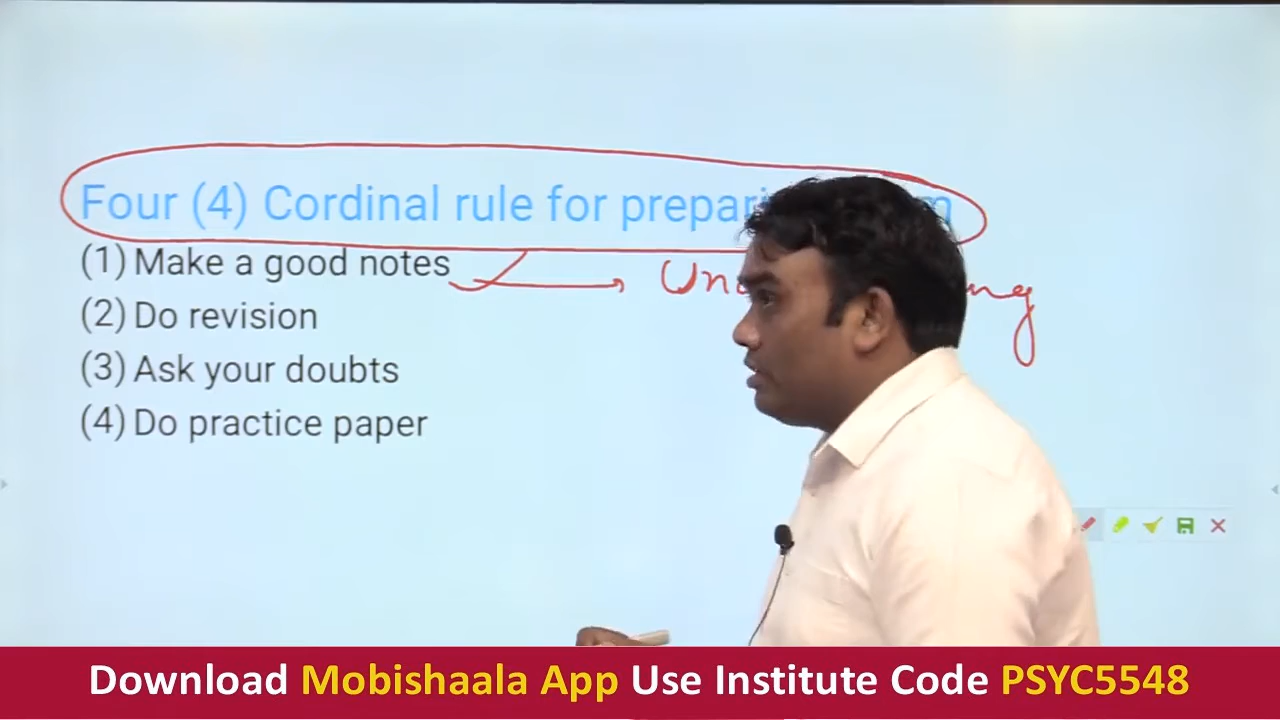 Four (4) Cordinal rule for
(1) Make a good notes
(2) Do revision
(3) Ask your doubts
(4) Do practice paper
Download Mobishaala App Use Institute Code PSYC5548